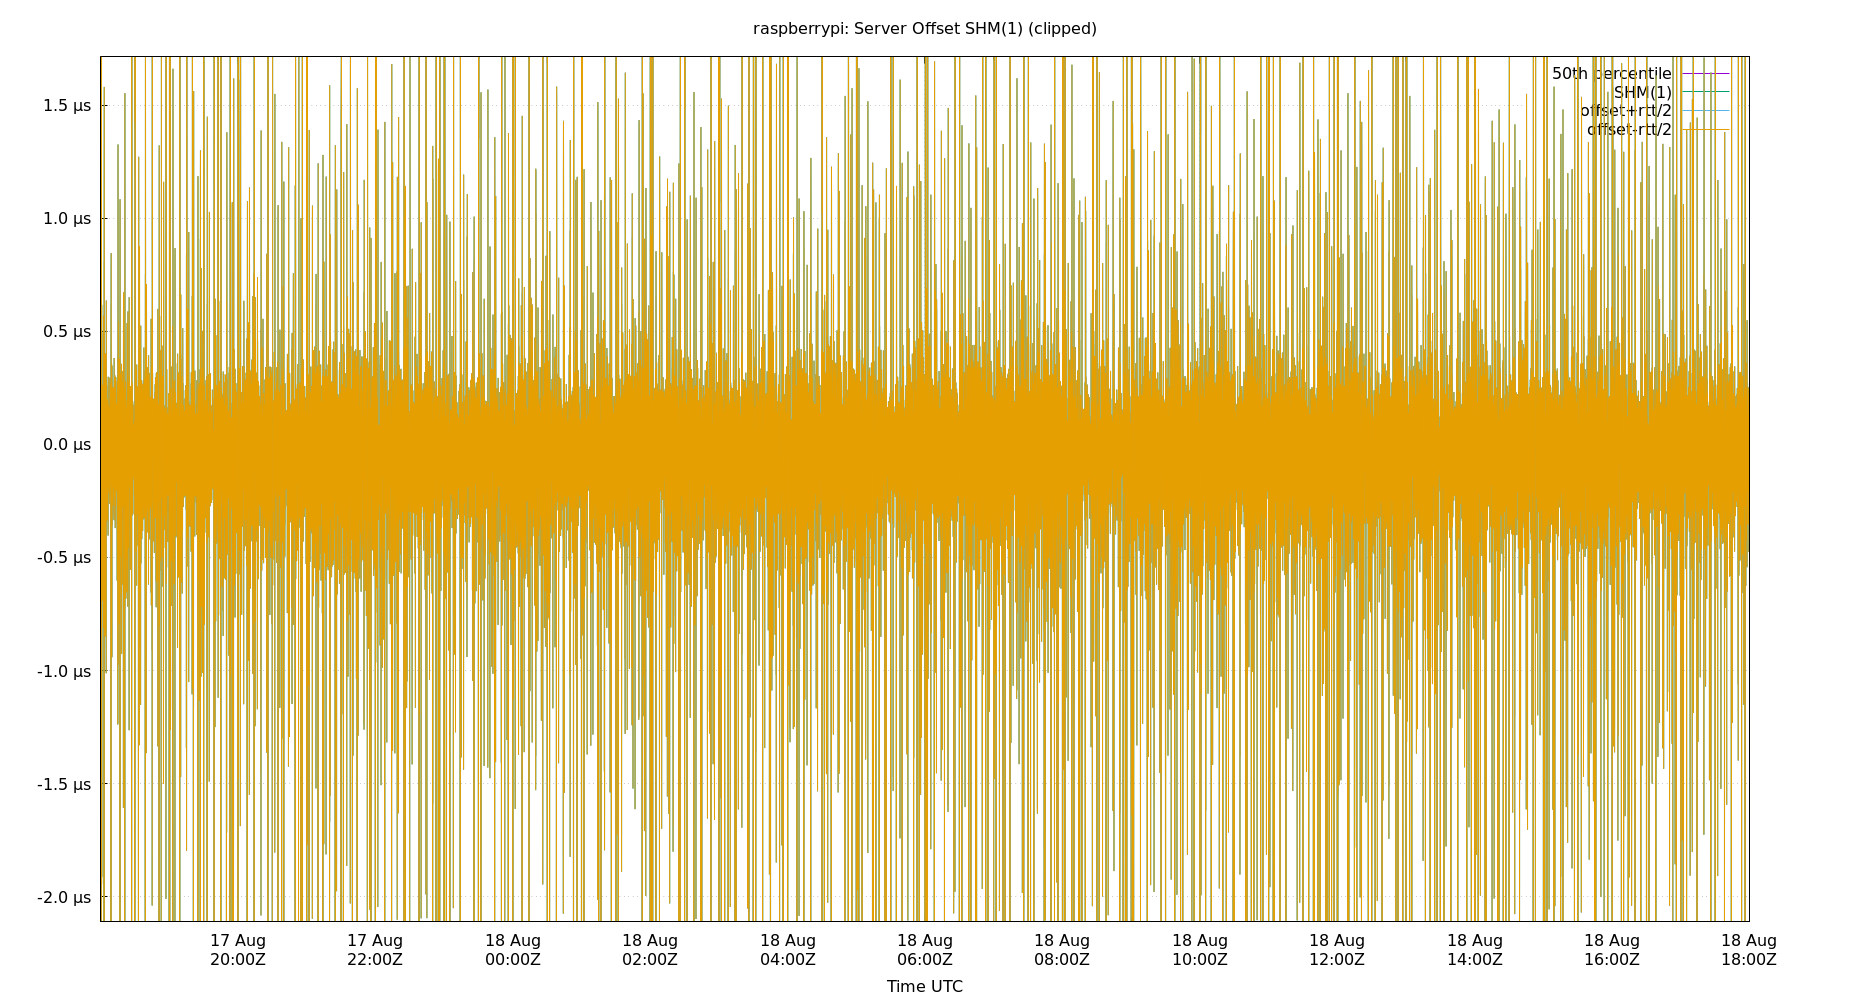 raspberrypi: Server Offset SHM(1) (clipped)
50th percentile
SHM(1)
offset+rtt/2
offset-rtt/2
1.5 µs
1.0 µs
0.5 µs
0.0 µs
-0.5 µs
-1.0 µs
-1.5 µs
-2.0 µs
17 Aug 17 Aug 18 Aug 18 Aug 18 Aug 18 Aug 18 Aug 18 Aug 18 Aug 18 Aug 18 Aug 18 Aug
20:00Z 22:00Z 00:00Z 02:00Z 04:00Z 06:00Z 08:00Z 10:00Z 12:00Z 14:00Z 16:00Z 18:00Z
Time UTC